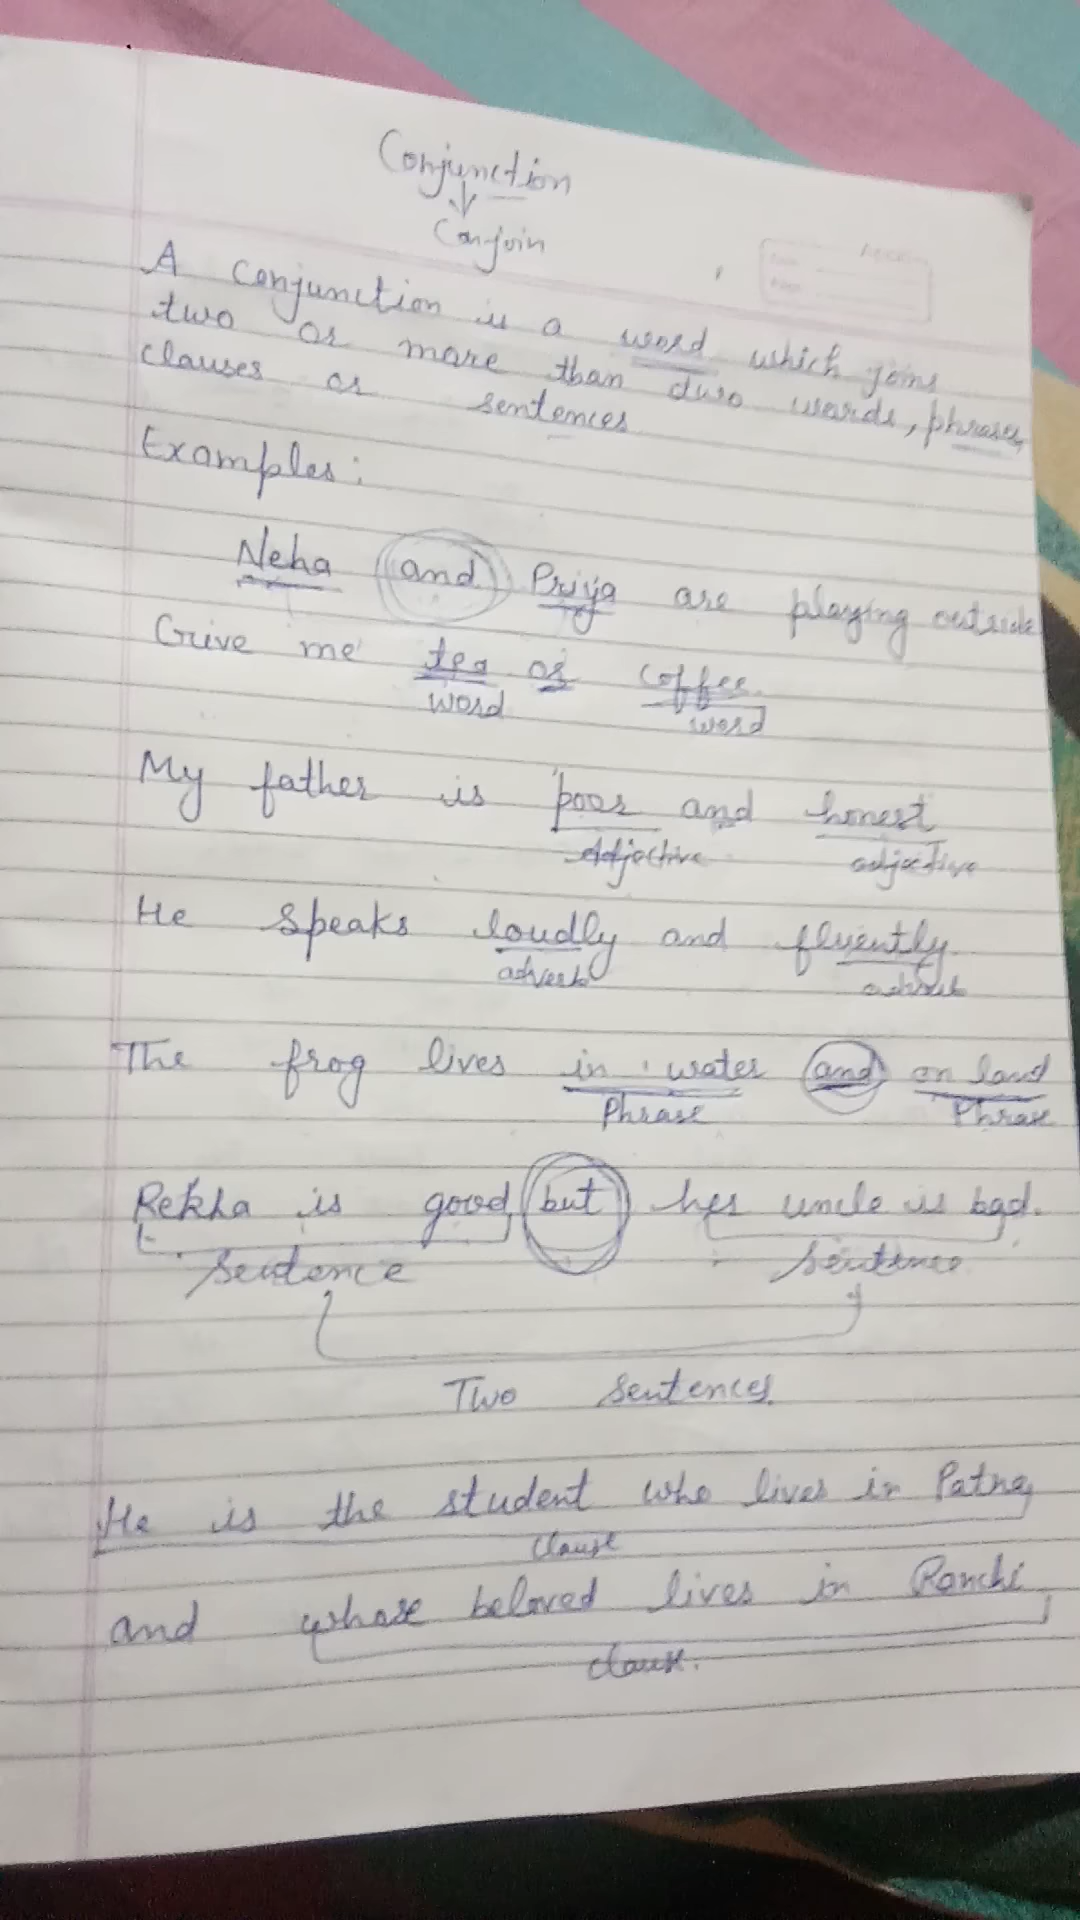 Conjunction
Conjoin
A conjunction is a word which joins
two or more than two words, phrases,
clauses or sentences
Examples:
Neha and Priya are playing outside
Give me tea or coffee.
word word
My father is poor and honest
adjective adjective
He speaks loudly and fluently.
adverb adverb
The frog lives in water and on land
Phrase Phrase
Rekha is good but her uncle is bad.
Sentence Sentence
Two Sentences
He is the student who lives in Patna,
clause
and whose beloved lives in Ranchi
clause.